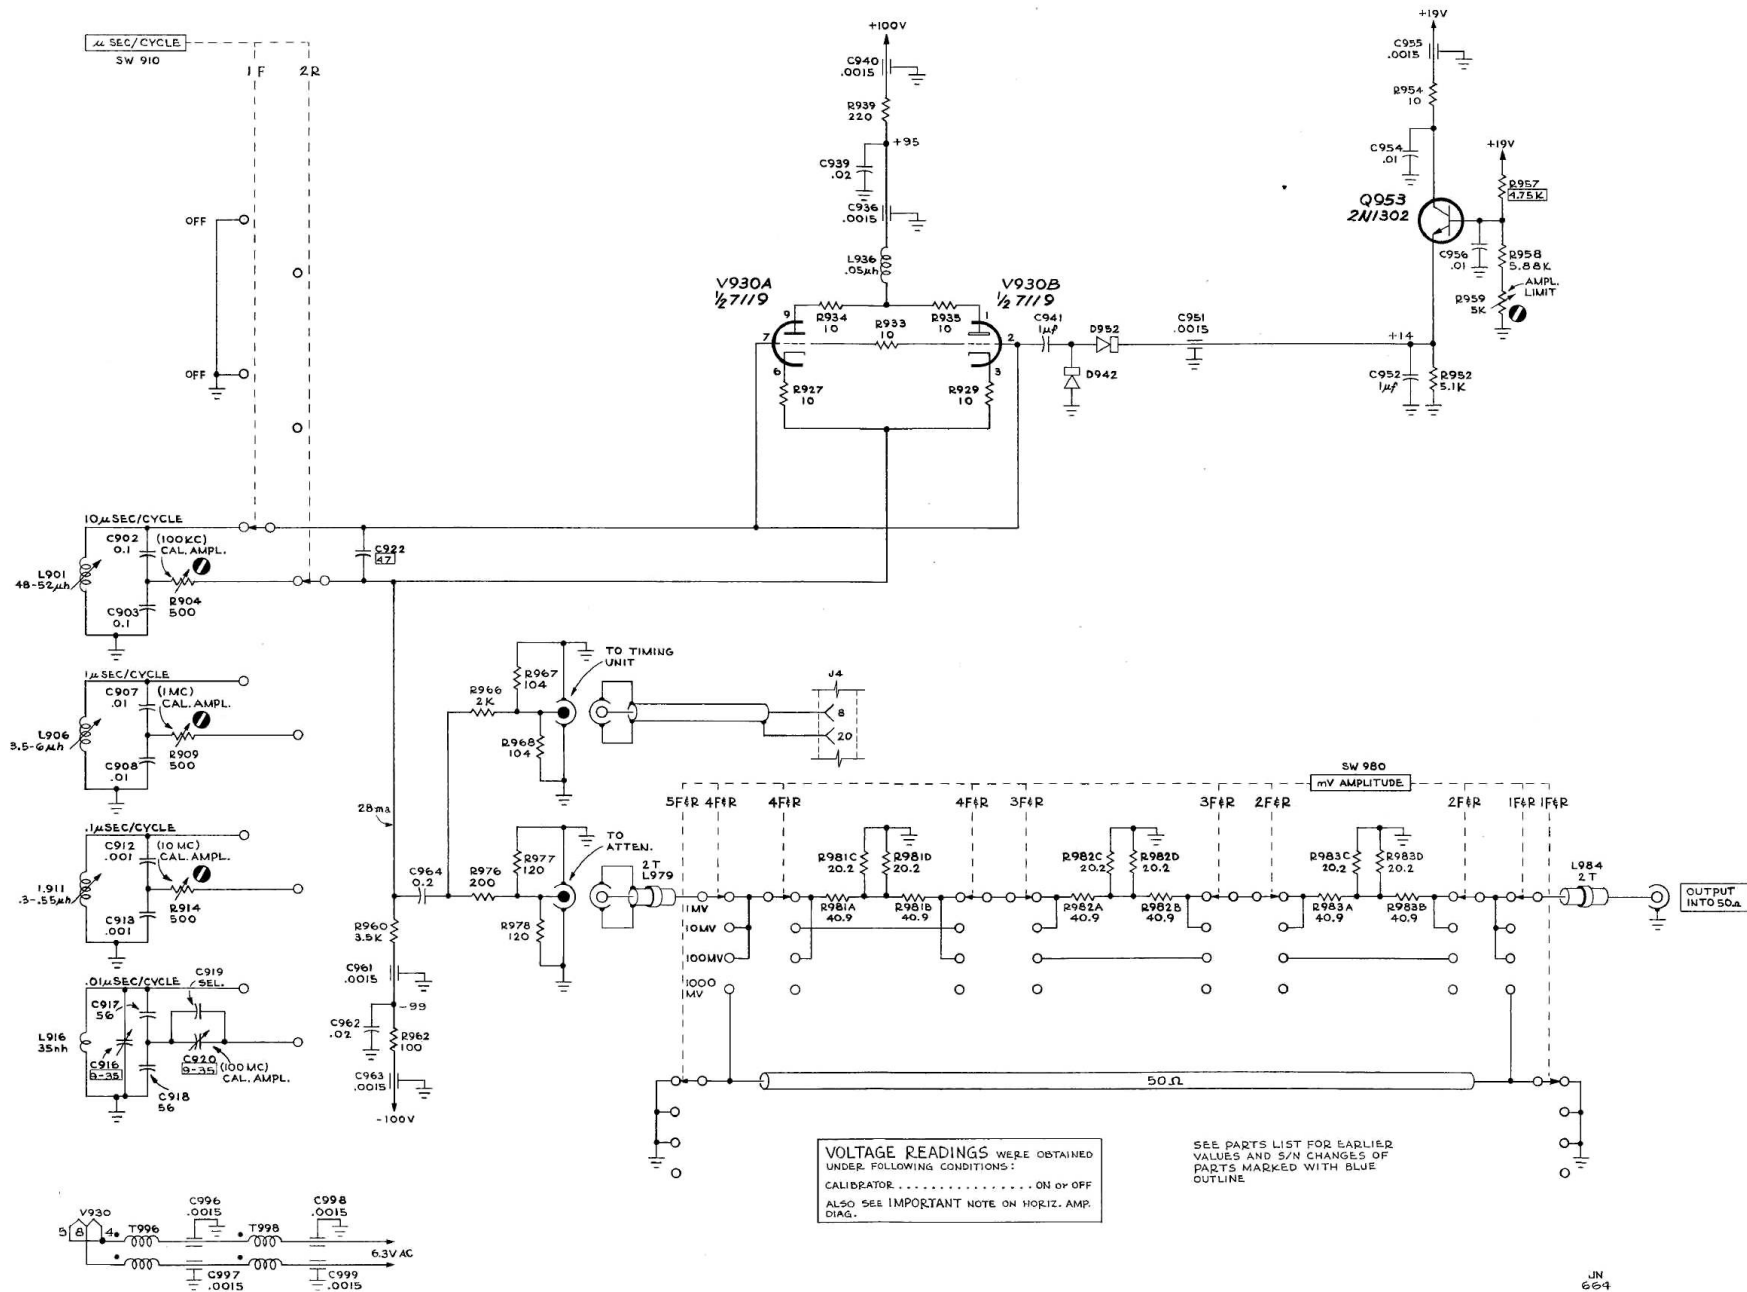 μ SEC/CYCLE
SW 910
1F
2R
OFF
OFF
+100V
C940
.0015
R939
220
+95
C939
.02
C936
.0015
L936
.05μh
V930A
1/2 7119
V930B
1/2 7119
9
R934
10
R933
10
R935
10
1
7
2
6
3
R927
10
R929
10
C941
1μf
D952
D942
C951
.0015
+19V
C955
.0015
R954
10
C954
.01
+19V
R957
4.75K
Q953
2N1302
C956
.01
R958
5.88K
AMPL.
LIMIT
R959
5K
+14
C952
1μf
R952
5.1K
10μSEC/CYCLE
C902
0.1
(100KC)
CAL. AMPL.
L901
48-52μh
C903
0.1
R904
500
C922
47
1μSEC/CYCLE
C907
.01
(1MC)
CAL. AMPL.
L906
3.5-6μh
C908
.01
R909
500
.1μSEC/CYCLE
C912
.001
(10MC)
CAL. AMPL.
L911
.3-.55μh
C913
.001
R914
500
.01μSEC/CYCLE
C919
SEL.
C917
56
L916
35nh
C916
9-35
C920
9-35
(100MC)
CAL. AMPL.
C918
56
28ma
R966
2K
R967
104
R968
104
TO TIMING
UNIT
J4
8
20
C964
0.2
R976
200
R977
120
R978
120
TO
ATTEN.
2T
L979
R960
3.5K
C961
.0015
-99
C962
.02
R962
100
C963
.0015
-100V
SW 980
mV AMPLITUDE
5F&R 4F&R 4F&R 4F&R 3F&R 3F&R 2F&R 2F&R 1F&R 1F&R
R981C
20.2
R981D
20.2
R981A
40.9
R981B
40.9
R982C
20.2
R982D
20.2
R982A
40.9
R982B
40.9
R983C
20.2
R983D
20.2
R983A
40.9
R983B
40.9
1MV
10MV
100MV
1000
MV
L984
2T
OUTPUT
INTO 50Ω
50Ω
VOLTAGE READINGS WERE OBTAINED
UNDER FOLLOWING CONDITIONS:
CALIBRATOR ................ ON or OFF
ALSO SEE IMPORTANT NOTE ON HORIZ. AMP.
DIAG.
SEE PARTS LIST FOR EARLIER
VALUES AND S/N CHANGES OF
PARTS MARKED WITH BLUE
OUTLINE
V930
5 8 4
T996
C996
.0015
T998
C998
.0015
6.3V AC
C997
.0015
C999
.0015
JN
664